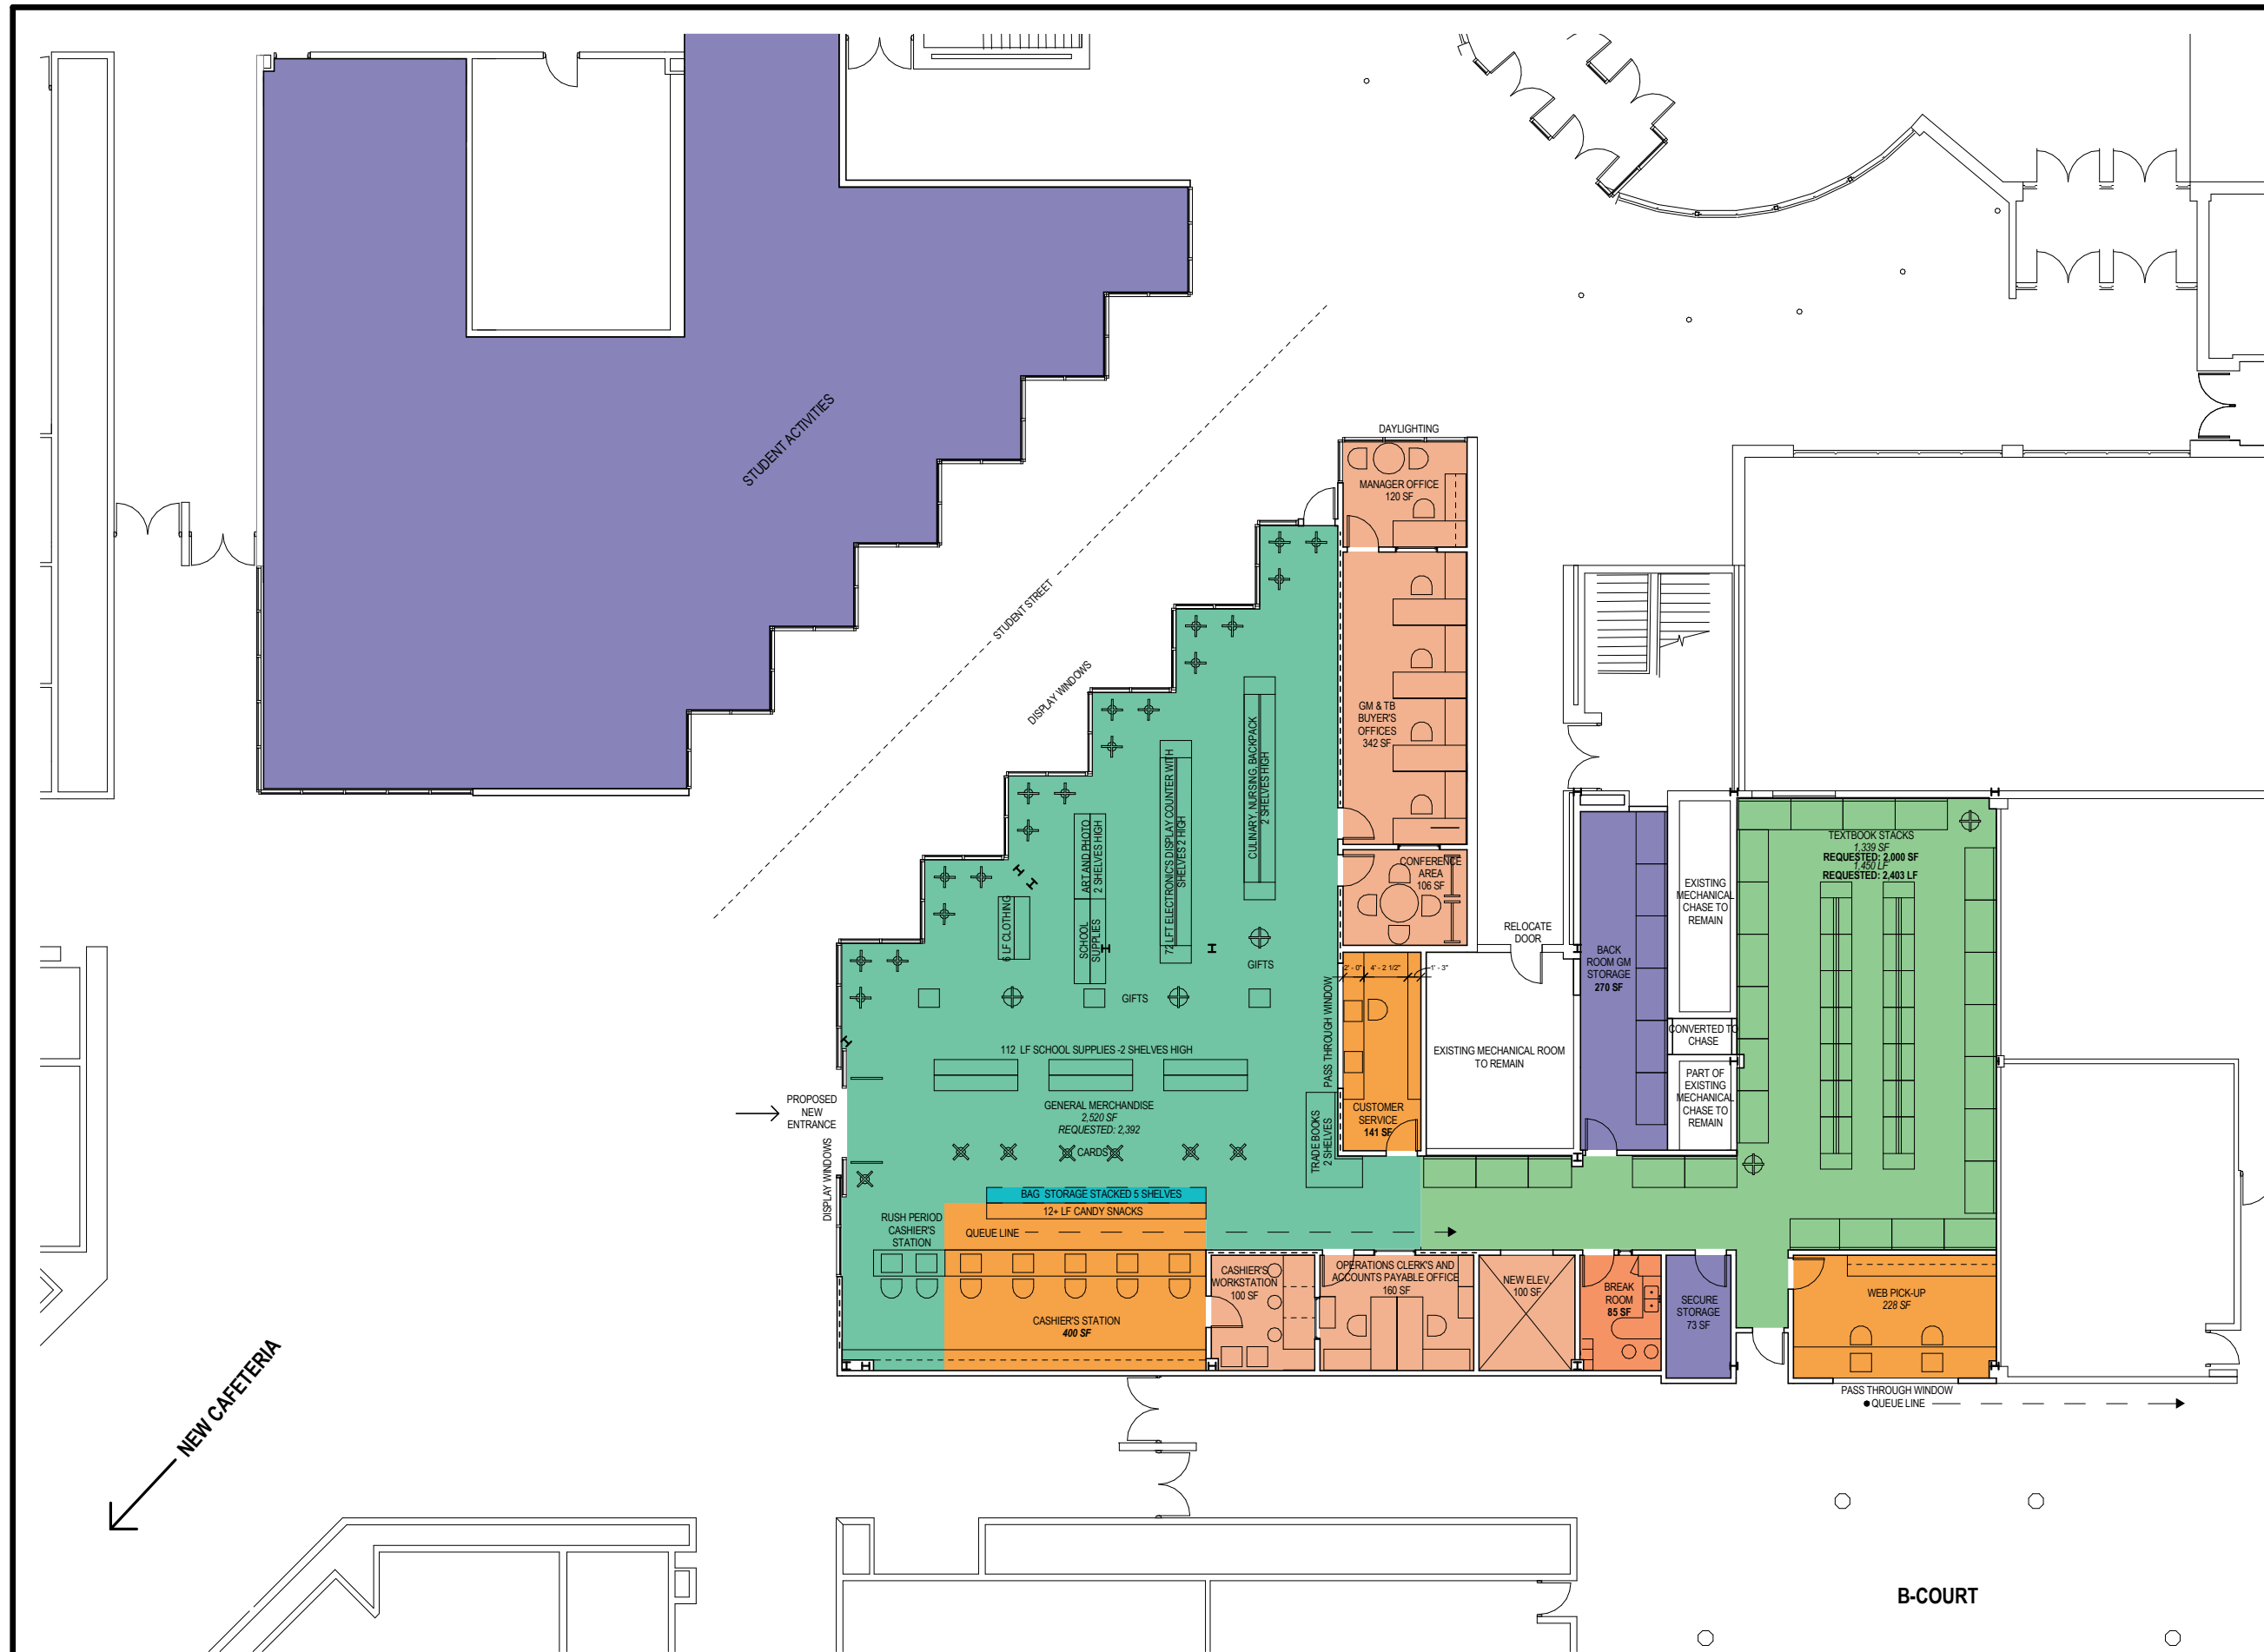 STUDENT ACTIVITIES
STUDENT STREET
DISPLAY WINDOWS
DAYLIGHTING
MANAGER OFFICE
120 SF
GM & TB
BUYER'S
OFFICES
342 SF
CONFERENCE
AREA
106 SF
CULINARY, NURSING, BACKPACK
2 SHELVES HIGH
72 LFT ELECTRONICS DISPLAY COUNTER WITH
SHELVES 2 HIGH
ART AND PHOTO
2 SHELVES HIGH
SCHOOL
SUPPLIES
6 LF CLOTHING
GIFTS
GIFTS
RELOCATE
DOOR
BACK
ROOM GM
STORAGE
270 SF
EXISTING
MECHANICAL
CHASE TO
REMAIN
CONVERTED TO
CHASE
PART OF
EXISTING
MECHANICAL
CHASE TO
REMAIN
TEXTBOOK STACKS
1,339 SF
REQUESTED: 2,000 SF
1,450 LF
REQUESTED: 2,403 LF
2' - 0"
4' - 2 1/2"
1' - 3"
PASS THROUGH WINDOW
EXISTING MECHANICAL ROOM
TO REMAIN
CUSTOMER
SERVICE
141 SF
112 LF SCHOOL SUPPLIES -2 SHELVES HIGH
PROPOSED
NEW
ENTRANCE
GENERAL MERCHANDISE
2,520 SF
REQUESTED: 2,392
TRADE BOOKS
2 SHELVES
CARDS
DISPLAY WINDOWS
BAG STORAGE STACKED 5 SHELVES
12+ LF CANDY SNACKS
RUSH PERIOD
CASHIER'S
STATION
QUEUE LINE
CASHIER'S STATION
400 SF
CASHIER'S
WORKSTATION
100 SF
OPERATIONS CLERK'S AND
ACCOUNTS PAYABLE OFFICE
160 SF
NEW ELEV.
100 SF
BREAK
ROOM
85 SF
SECURE
STORAGE
73 SF
WEB PICK-UP
228 SF
PASS THROUGH WINDOW
QUEUE LINE
NEW CAFETERIA
B-COURT